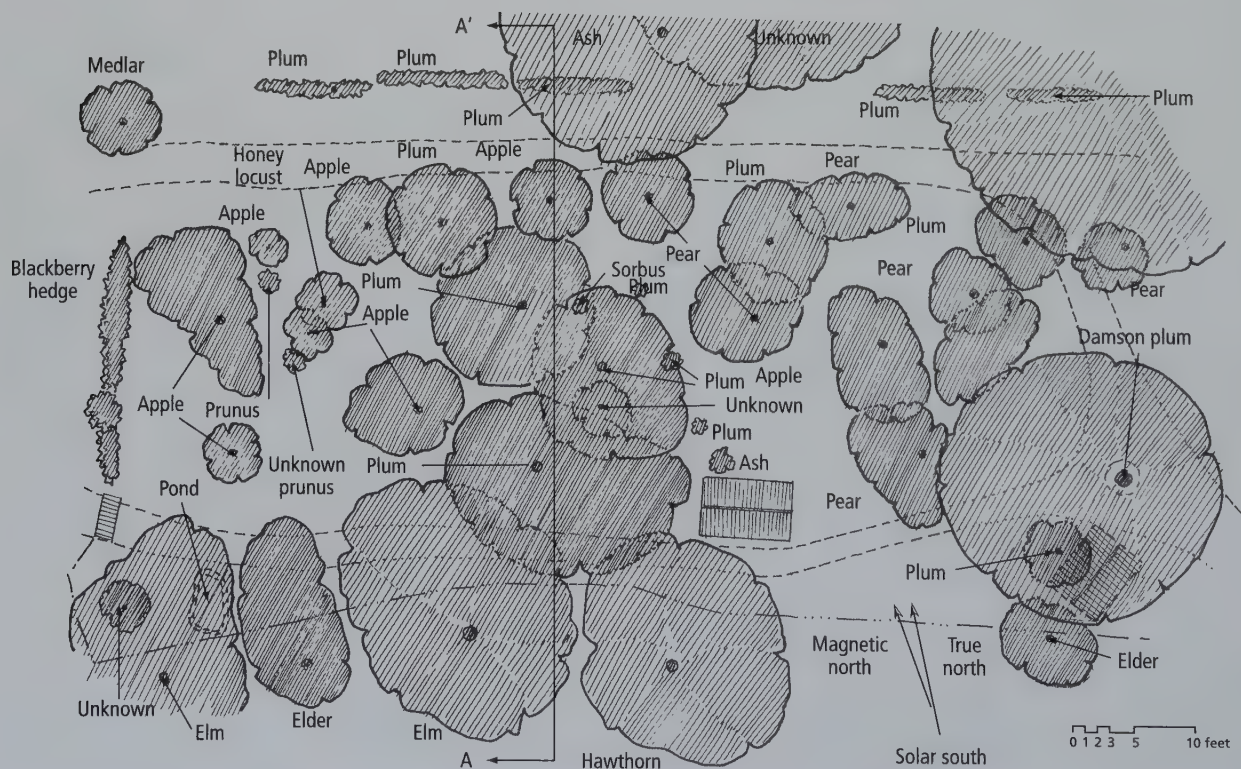 A'
Ash
Unknown
Plum
Plum
Medlar
Plum
Plum
Plum
Honey
locust
Apple
Plum
Apple
Plum
Pear
Apple
Plum
Blackberry
hedge
Plum
Sorbus
Plum
Pear
Pear
Pear
Apple
Damson plum
Plum
Apple
Apple
Prunus
Unknown
Plum
Unknown
prunus
Plum
Ash
Pond
Pear
Plum
Magnetic
north
True
north
Elder
Unknown
Elm
Elder
Elm
A
Hawthorn
Solar south
0 1 2 3 5 10 feet